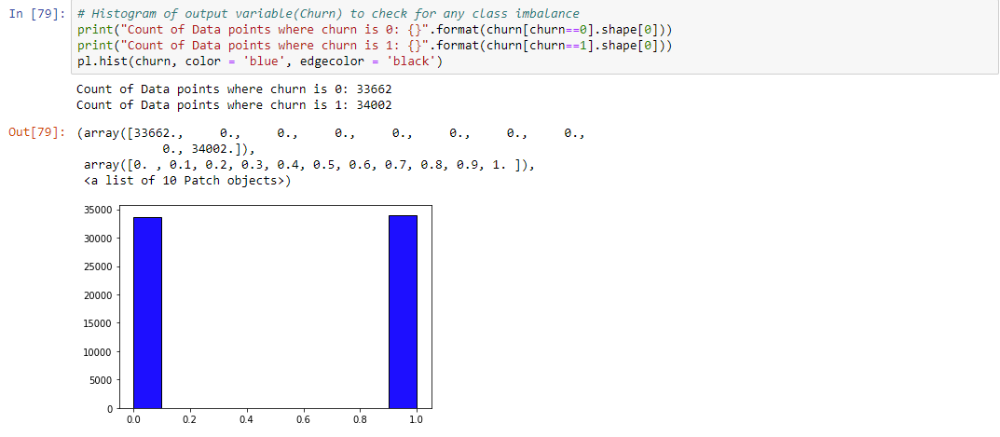 In [79]: # Histogram of output variable(Churn) to check for any class imbalance
print("Count of Data points where churn is 0: {}".format(churn[churn==0].shape[0]))
print("Count of Data points where churn is 1: {}".format(churn[churn==1].shape[0]))
pl.hist(churn, color = 'blue', edgecolor = 'black')
Count of Data points where churn is 0: 33662
Count of Data points where churn is 1: 34002
Out[79]: (array([33662., 0., 0., 0., 0., 0., 0., 0.,
0., 34002.]),
array([0. , 0.1, 0.2, 0.3, 0.4, 0.5, 0.6, 0.7, 0.8, 0.9, 1. ]),
<a list of 10 Patch objects>)
35000
30000
25000
20000
15000
10000
5000
0
0.0 0.2 0.4 0.6 0.8 1.0